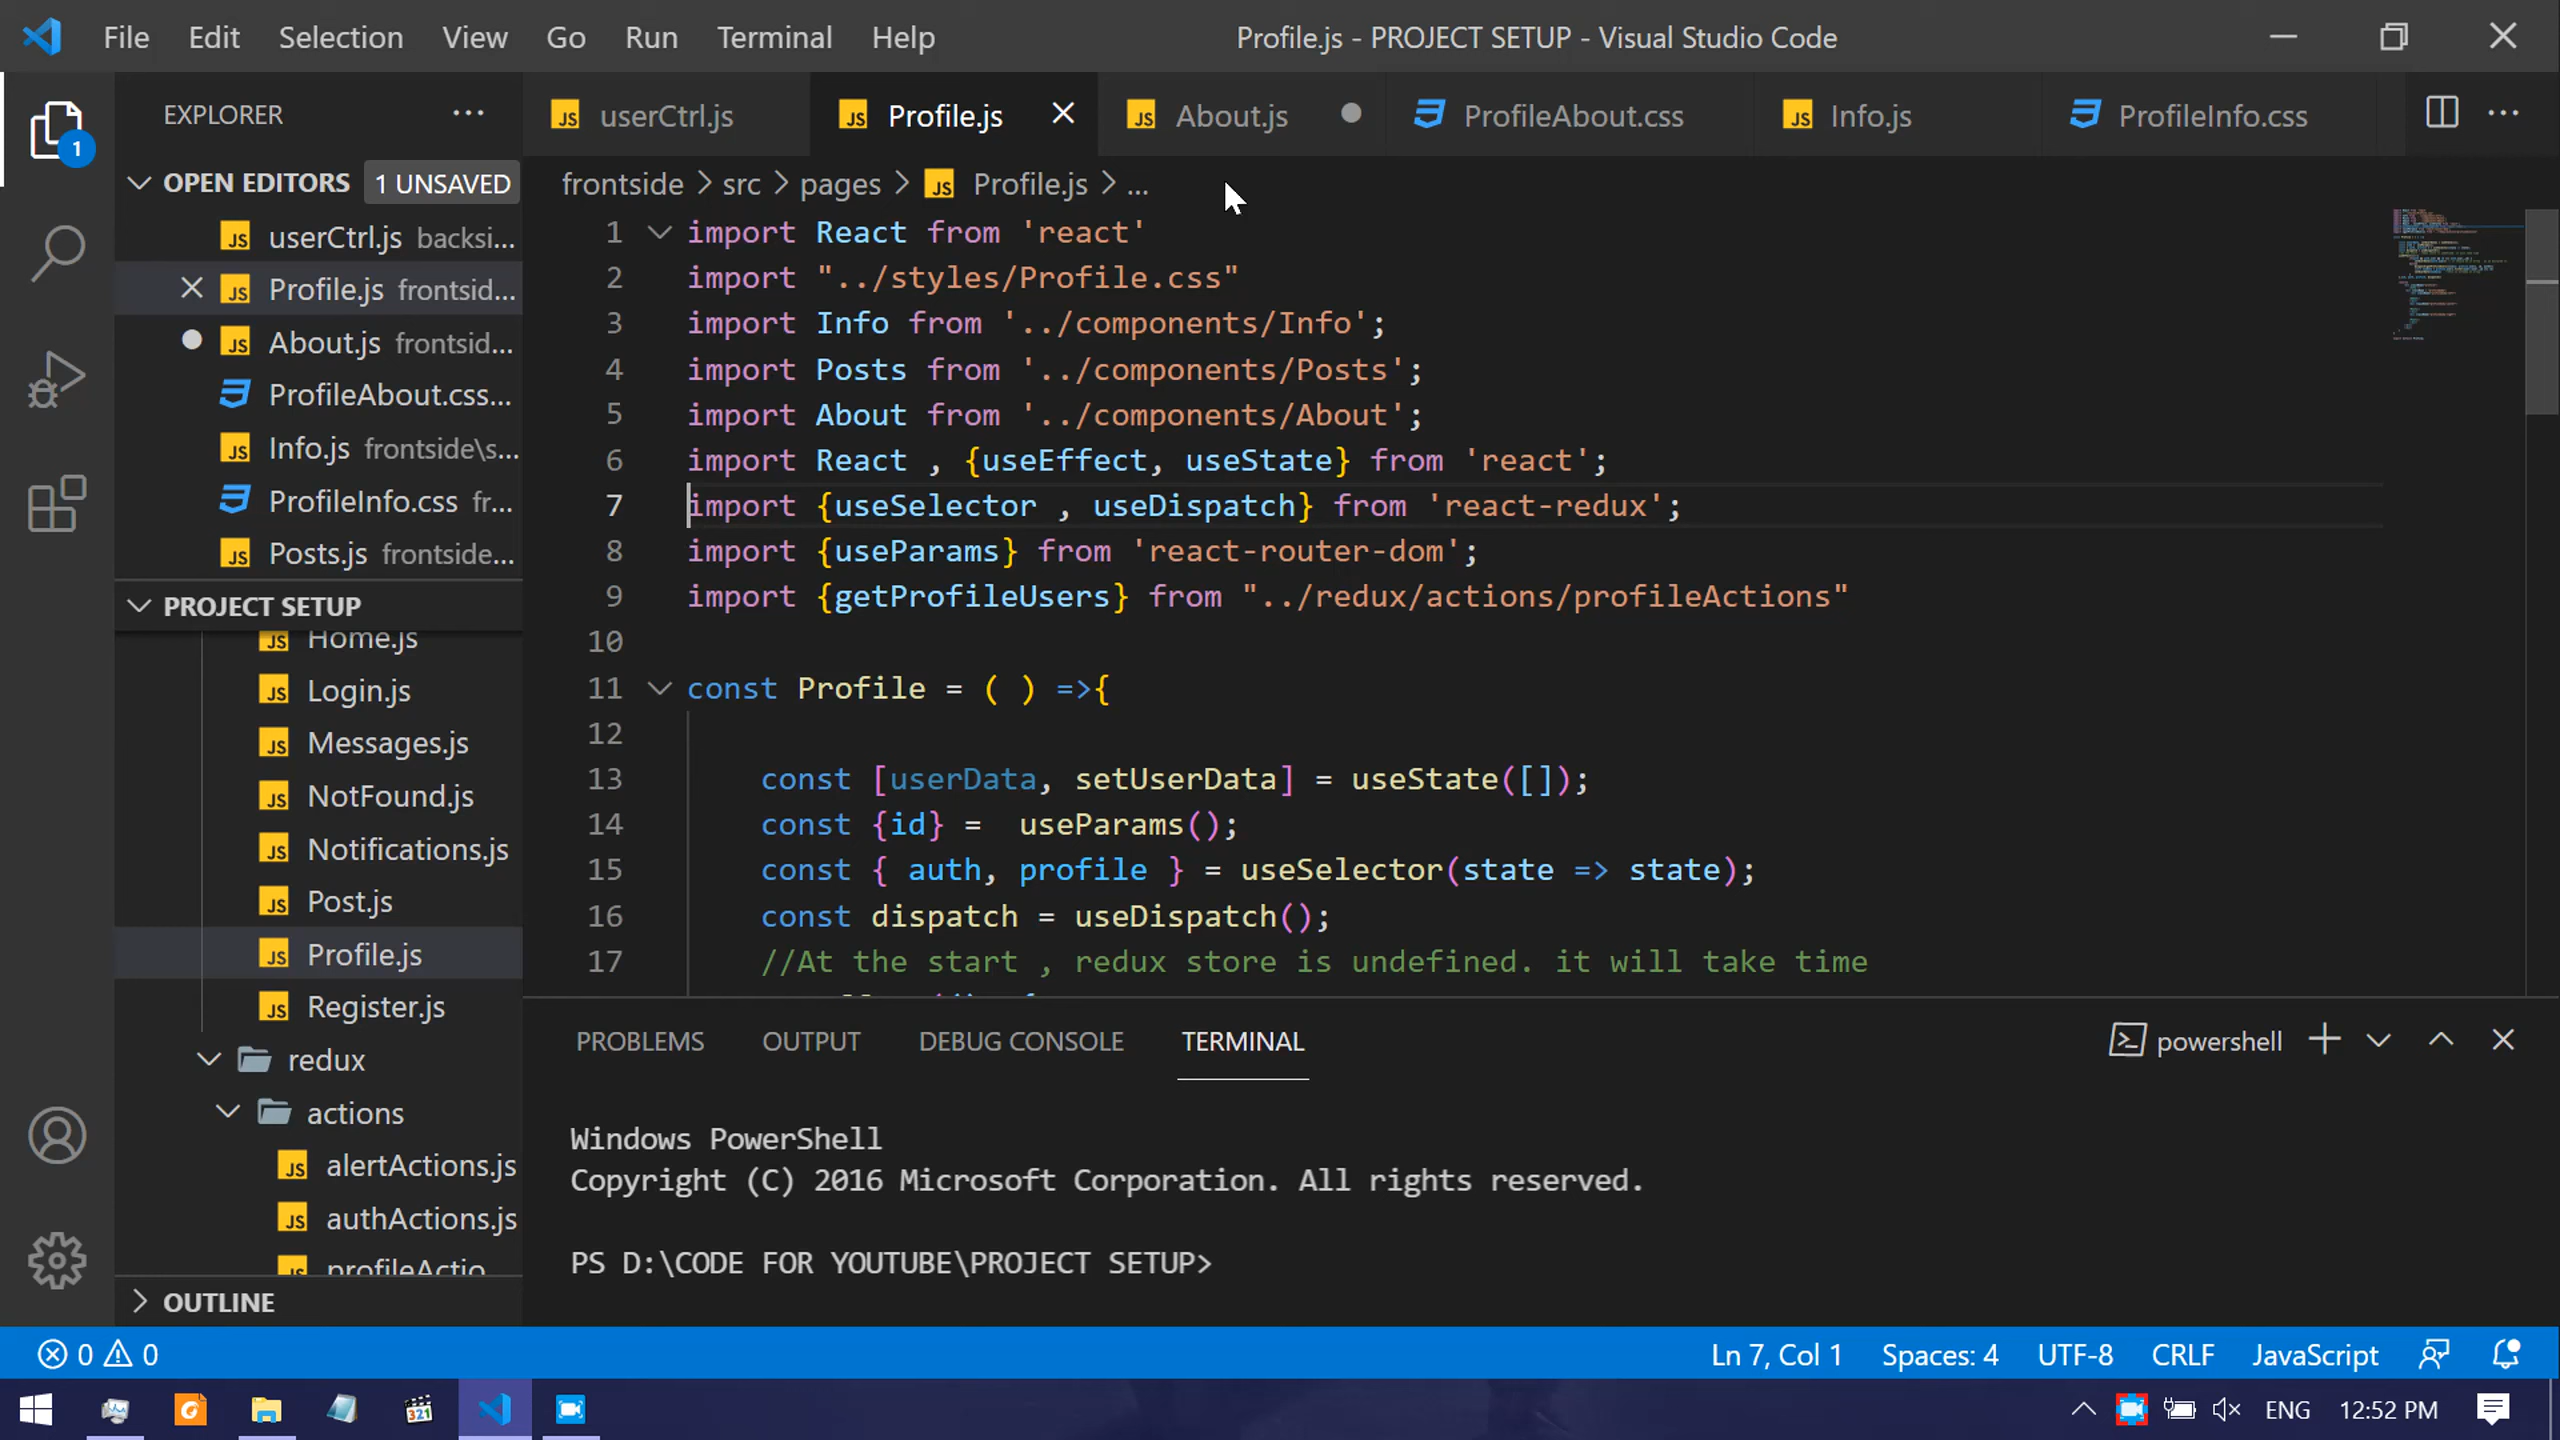 File Edit Selection View Go Run Terminal Help
Profile.js - PROJECT SETUP - Visual Studio Code
EXPLORER
userCtrl.js
Profile.js
About.js
ProfileAbout.css
Info.js
ProfileInfo.css
1
OPEN EDITORS 1 UNSAVED
userCtrl.js backsi...
Profile.js frontsid...
About.js frontsid...
ProfileAbout.css...
Info.js frontside\s...
ProfileInfo.css fr...
Posts.js frontside...
PROJECT SETUP
Home.js
Login.js
Messages.js
NotFound.js
Notifications.js
Post.js
Profile.js
Register.js
redux
actions
alertActions.js
authActions.js
profileActio
OUTLINE
frontside > src > pages > JS Profile.js > ...
1 import React from 'react'
2 import "../styles/Profile.css"
3 import Info from '../components/Info';
4 import Posts from '../components/Posts';
5 import About from '../components/About';
6 import React , {useEffect, useState} from 'react';
7 import {useSelector , useDispatch} from 'react-redux';
8 import {useParams} from 'react-router-dom';
9 import {getProfileUsers} from "../redux/actions/profileActions"
10
11 const Profile = ( ) =>{
12
13 const [userData, setUserData] = useState([]);
14 const {id} =  useParams();
15 const { auth, profile } = useSelector(state => state);
16 const dispatch = useDispatch();
17 //At the start , redux store is undefined. it will take time
PROBLEMS OUTPUT DEBUG CONSOLE TERMINAL
powershell
Windows PowerShell
Copyright (C) 2016 Microsoft Corporation. All rights reserved.
PS D:\CODE FOR YOUTUBE\PROJECT SETUP>
0 0
Ln 7, Col 1 Spaces: 4 UTF-8 CRLF JavaScript
321
ENG 12:52 PM